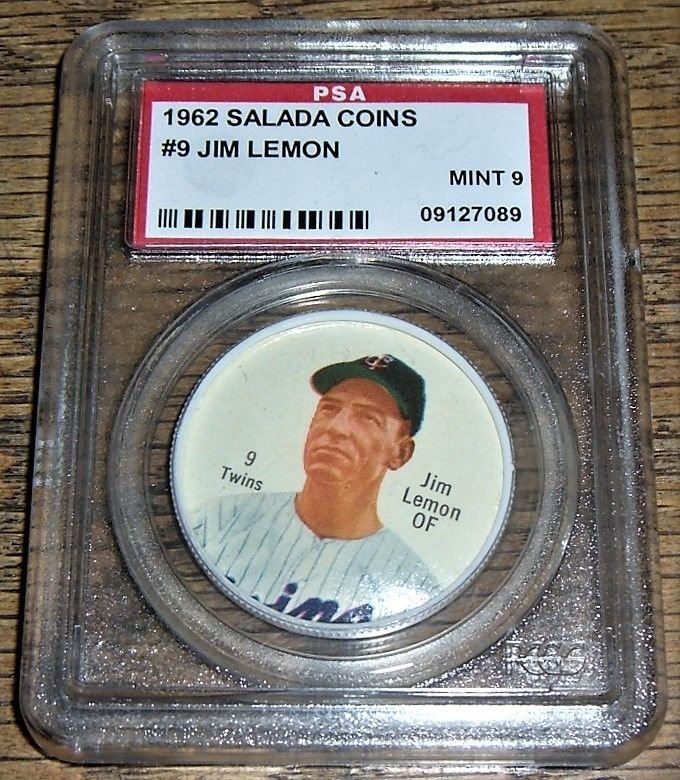 PSA
1962 SALADA COINS
#9 JIM LEMON
MINT 9
09127089
9
Twins
Jim
Lemon
OF